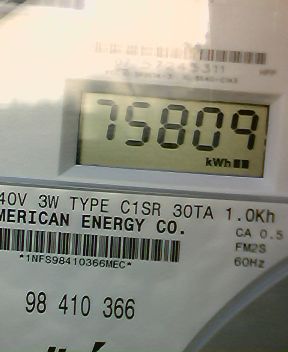 75809
kWh
40V 3W TYPE C1SR 30TA 1.0Kh
MERICAN ENERGY CO.
CA 0.5
FM2S
60Hz
*1NFS98410366MEC*
98 410 366